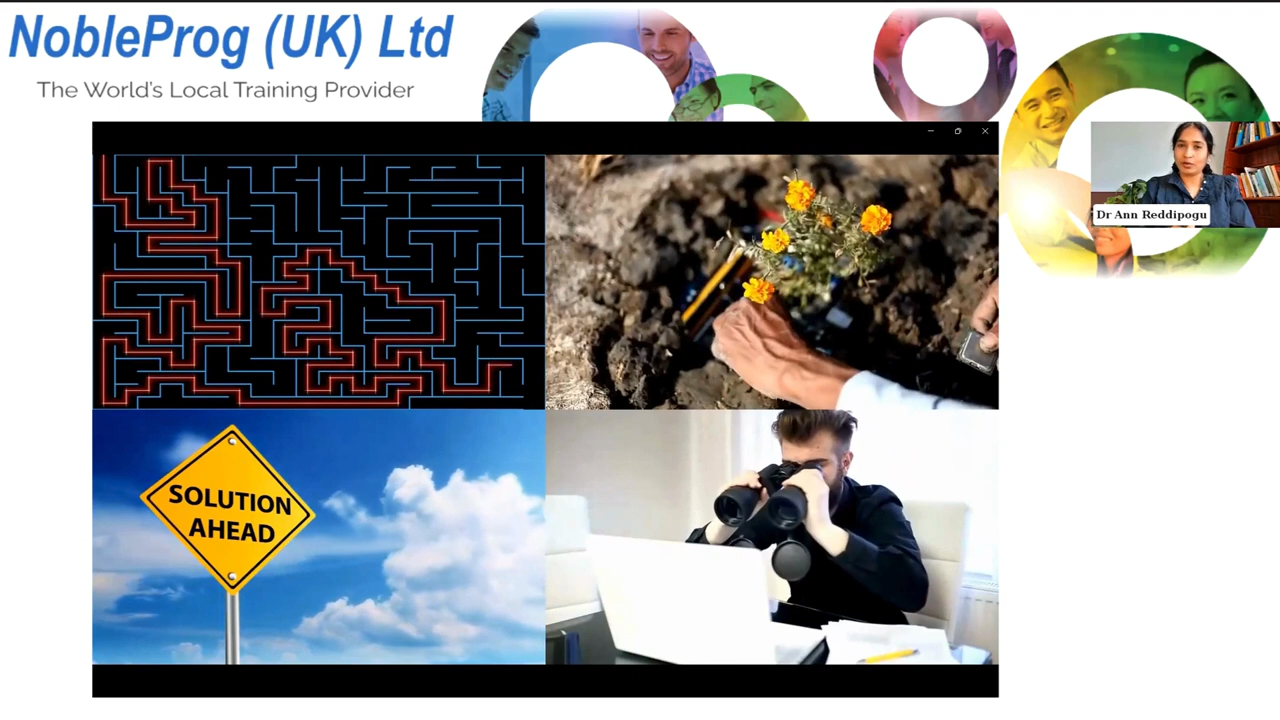 NobleProg (UK) Ltd
The World's Local Training Provider
Dr Ann Reddipogu
SOLUTION
AHEAD